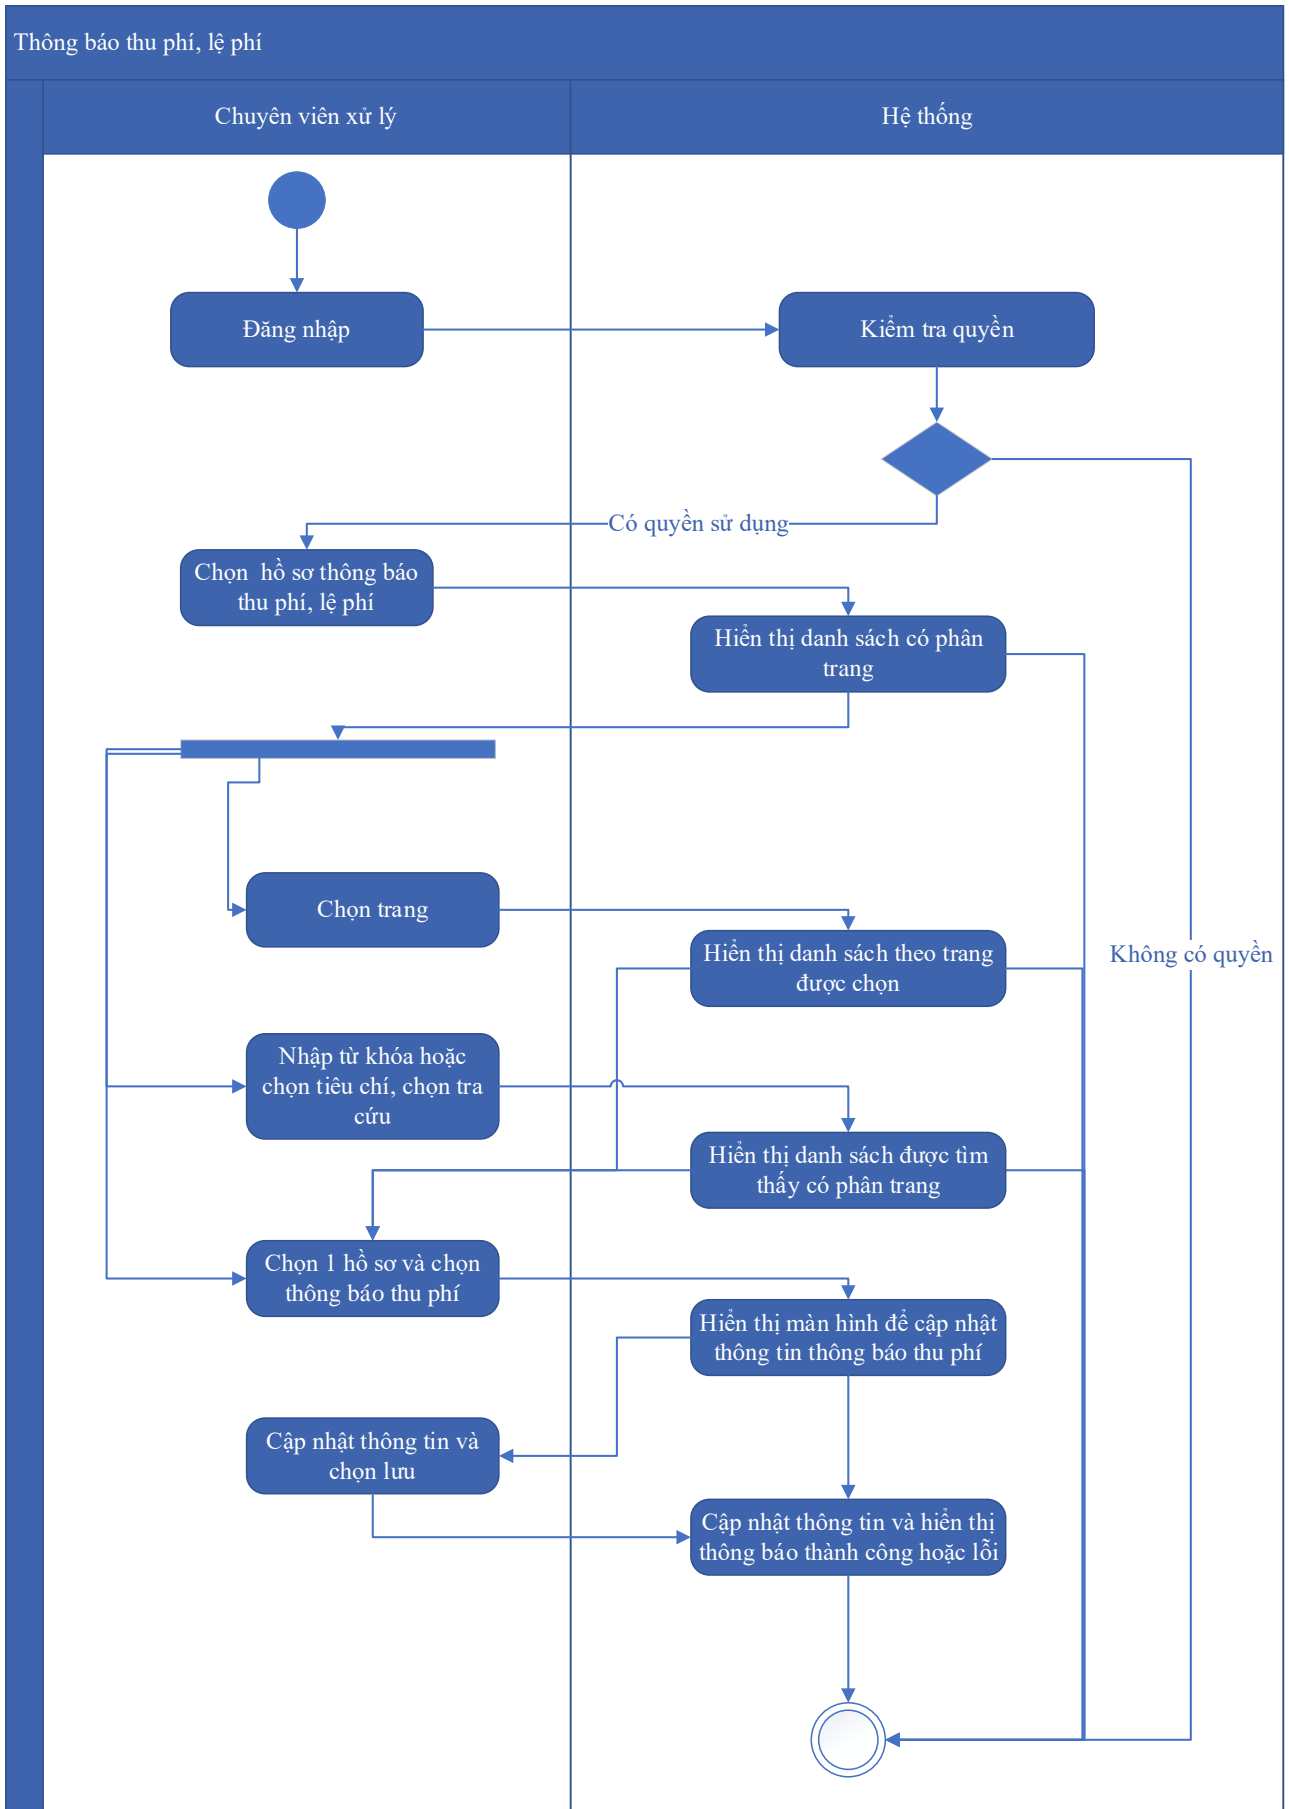 Thông báo thu phí, lệ phí
Chuyên viên xử lý
Hệ thống
Đăng nhập
Kiểm tra quyền
Có quyền sử dụng
Chọn  hồ sơ thông báo
thu phí, lệ phí
Hiển thị danh sách có phân
trang
Chọn trang
Hiển thị danh sách theo trang
được chọn
Không có quyền
Nhập từ khóa hoặc
chọn tiêu chí, chọn tra
cứu
Hiển thị danh sách được tìm
thấy có phân trang
Chọn 1 hồ sơ và chọn
thông báo thu phí
Hiển thị màn hình để cập nhật
thông tin thông báo thu phí
Cập nhật thông tin và
chọn lưu
Cập nhật thông tin và hiển thị
thông báo thành công hoặc lỗi